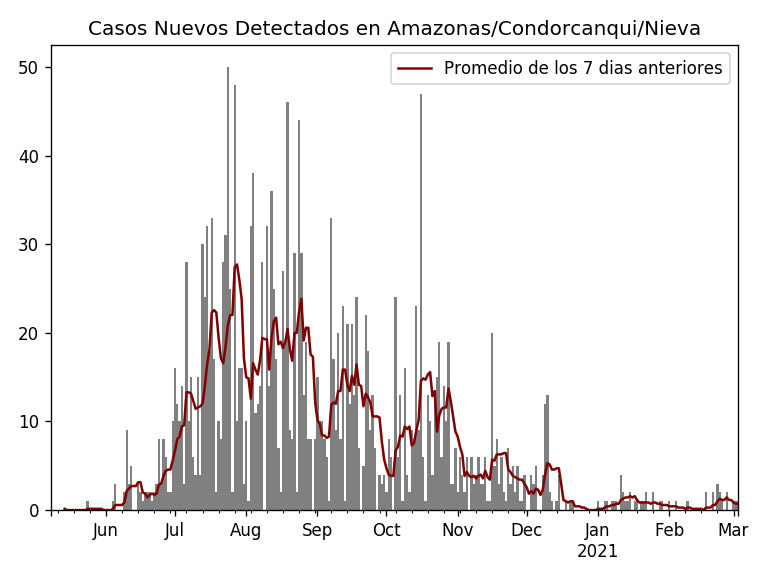 Casos Nuevos Detectados en Amazonas/Condorcanqui/Nieva
Promedio de los 7 dias anteriores
50
40
30
20
10
0
Jun Jul Aug Sep Oct Nov Dec Jan Feb Mar
2021